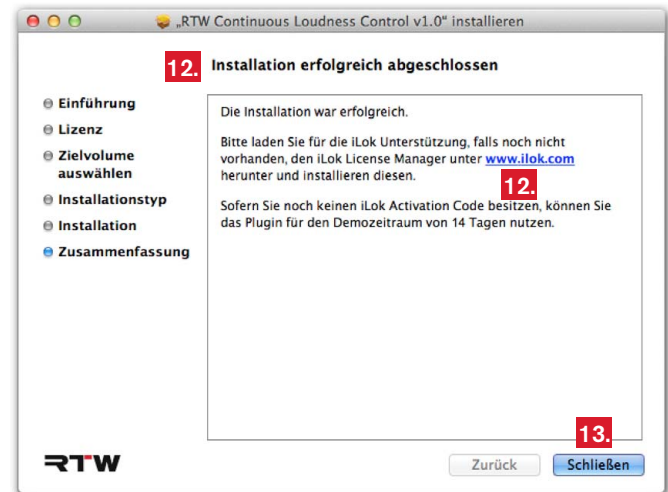 „RTW Continuous Loudness Control v1.0“ installieren
12. Installation erfolgreich abgeschlossen
Einführung
Lizenz
Zielvolume
auswählen
Installationstyp
Installation
Zusammenfassung
Die Installation war erfolgreich.
Bitte laden Sie für die iLok Unterstützung, falls noch nicht
vorhanden, den iLok License Manager unter www.ilok.com
herunter und installieren diesen.
12.
Sofern Sie noch keinen iLok Activation Code besitzen, können Sie
das Plugin für den Demozeitraum von 14 Tagen nutzen.
13.
RTW
Zurück Schließen